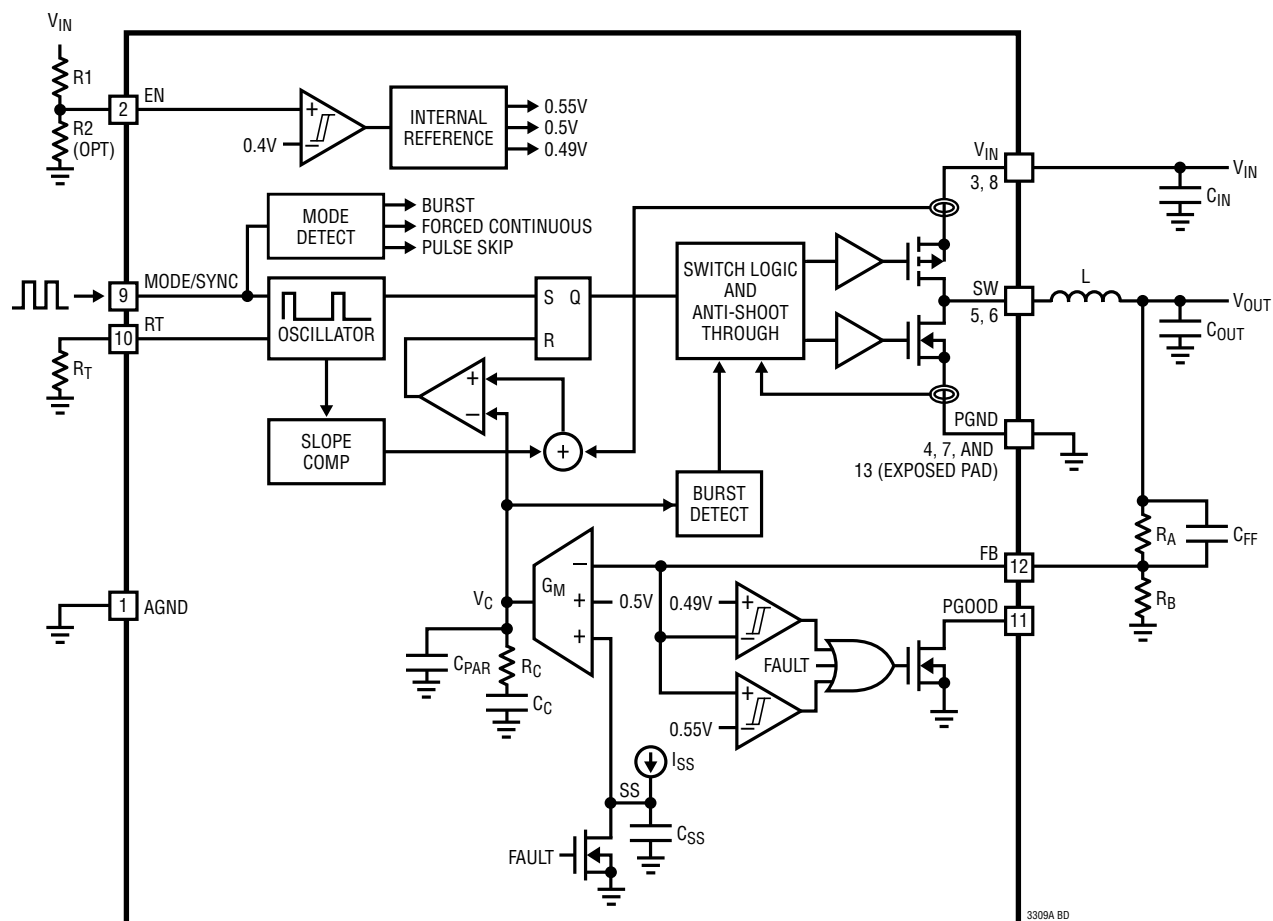 VIN
R1
2
EN
R2
(OPT)
+
−
0.4V
INTERNAL
REFERENCE
0.55V
0.5V
0.49V
MODE
DETECT
BURST
FORCED CONTINUOUS
PULSE SKIP
9
MODE/SYNC
10
RT
RT
OSCILLATOR
SLOPE
COMP
S Q
R
+
−
+
SWITCH LOGIC
AND
ANTI-SHOOT
THROUGH
BURST
DETECT
VIN
3, 8
VIN
CIN
SW
5, 6
L
VOUT
COUT
PGND
4, 7, AND
13 (EXPOSED PAD)
RA
CFF
FB
12
RB
PGOOD
11
1
AGND
VC
GM
−
+
0.5V
+
CPAR
RC
CC
0.49V
+
−
FAULT
+
−
0.55V
ISS
SS
CSS
FAULT
3309A BD